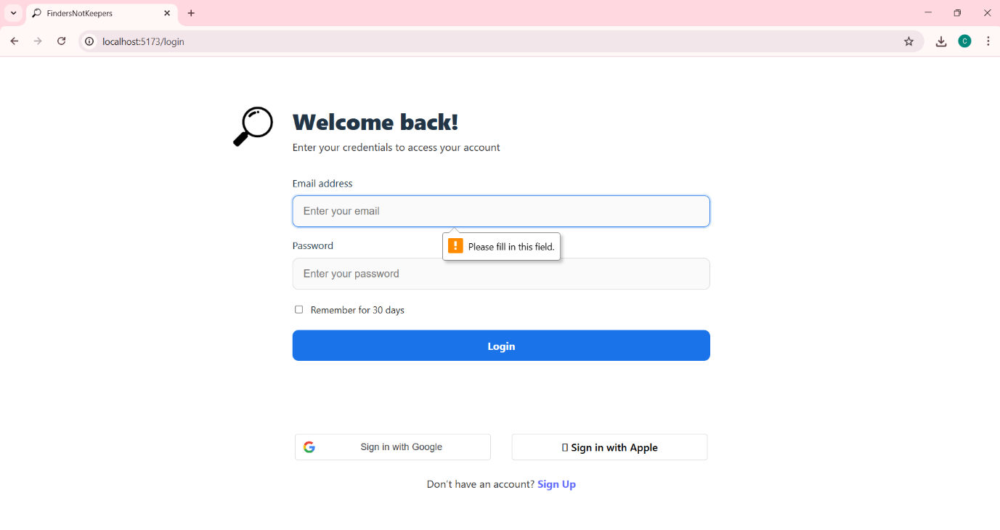 FindersNotKeepers
localhost:5173/login
C
Welcome back!
Enter your credentials to access your account
Email address
Enter your email
Please fill in this field.
Password
Enter your password
Remember for 30 days
Login
Sign in with Google
Sign in with Apple
Don't have an account? Sign Up